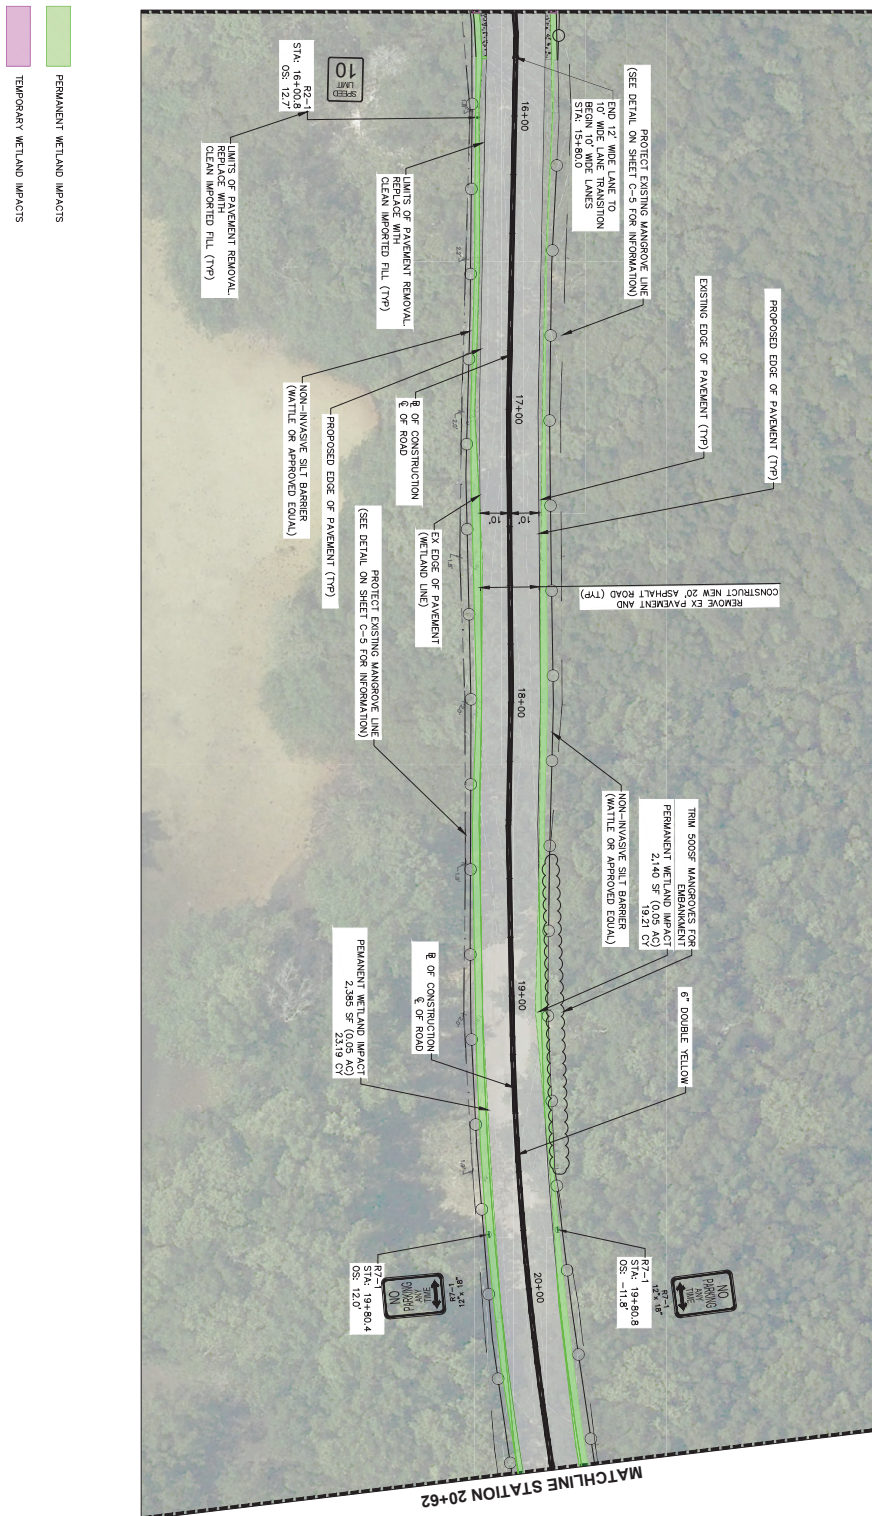 PROPOSED EDGE OF PAVEMENT (TYP)
EXISTING EDGE OF PAVEMENT (TYP)
PROTECT EXISTING MANGROVE LINE
(SEE DETAIL ON SHEET C-5 FOR INFORMATION)
END 12' WIDE LANE TO
10' WIDE LANE TRANSITION
BEGIN 10' WIDE LANES
STA: 15+80.0
REMOVE EX PAVEMENT AND
CONSTRUCT NEW 20' ASPHALT ROAD (TYP)
NON-INVASIVE SILT BARRIER
(WATTLE OR APPROVED EQUAL)
TRIM 500SF MANGROVES FOR
EMBANKMENT
PERMANENT WETLAND IMPACT
2,140 SF (0.05 AC)
19.21 CY
6" DOUBLE YELLOW
NO
PARKING
ANY
TIME
R7-1
12"x 18"
R7-1
STA: 19+80.8
OS: -11.8'
16+00
17+00
18+00
19+00
20+00
10'
10'
SPEED
LIMIT
10
R2-1
STA: 16+00.8
OS: 12.7'
LIMITS OF PAVEMENT REMOVAL.
REPLACE WITH
CLEAN IMPORTED FILL (TYP)
LIMITS OF PAVEMENT REMOVAL.
REPLACE WITH
CLEAN IMPORTED FILL (TYP)
NON-INVASIVE SILT BARRIER
(WATTLE OR APPROVED EQUAL)
PROPOSED EDGE OF PAVEMENT (TYP)
℄ OF CONSTRUCTION
℄ OF ROAD
EX EDGE OF PAVEMENT
(WETLAND LINE)
PROTECT EXISTING MANGROVE LINE
(SEE DETAIL ON SHEET C-5 FOR INFORMATION)
PEMANENT WETLAND IMPACT
2,385 SF (0.05 AC)
23.19 CY
℄ OF CONSTRUCTION
℄ OF ROAD
NO
PARKING
ANY
TIME
R7-1
12"x 18"
R7-1
STA: 19+80.4
OS: 12.0'
MATCHLINE STATION 20+62
PERMANENT WETLAND IMPACTS
TEMPORARY WETLAND IMPACTS